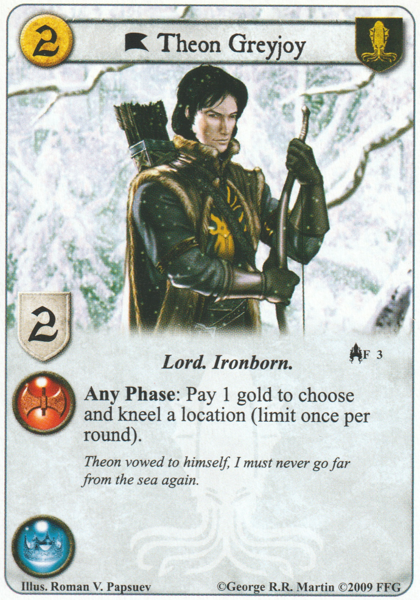 2
Theon Greyjoy
2
Lord. Ironborn.
F 3
Any Phase: Pay 1 gold to choose
and kneel a location (limit once per
round).
Theon vowed to himself, I must never go far
from the sea again.
Illus. Roman V. Papsuev
©George R.R. Martin ©2009 FFG